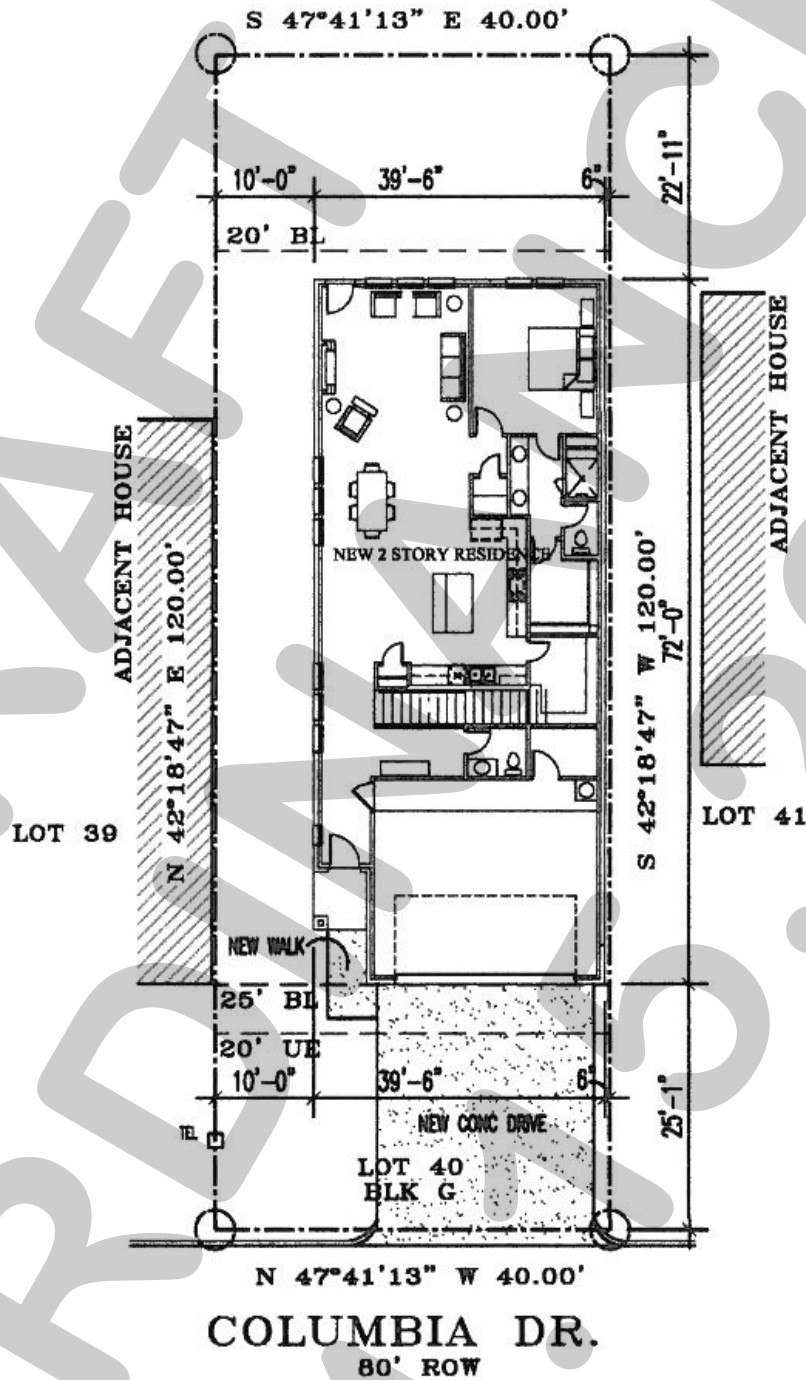 S 47°41'13" E 40.00'
10'-0" 39'-6" 6"
22'-11"
20' BL
ADJACENT HOUSE
ADJACENT HOUSE
NEW 2 STORY RESIDENCE
N 42°18'47" E 120.00'
S 42°18'47" W 120.00'
72'-0"
LOT 39
LOT 41
NEW WALK
25' BL
20' UE
10'-0" 39'-6" 6"
25'-1"
TEL
NEW CONC DRIVE
LOT 40
BLK G
N 47°41'13" W 40.00'
COLUMBIA DR.
80' ROW